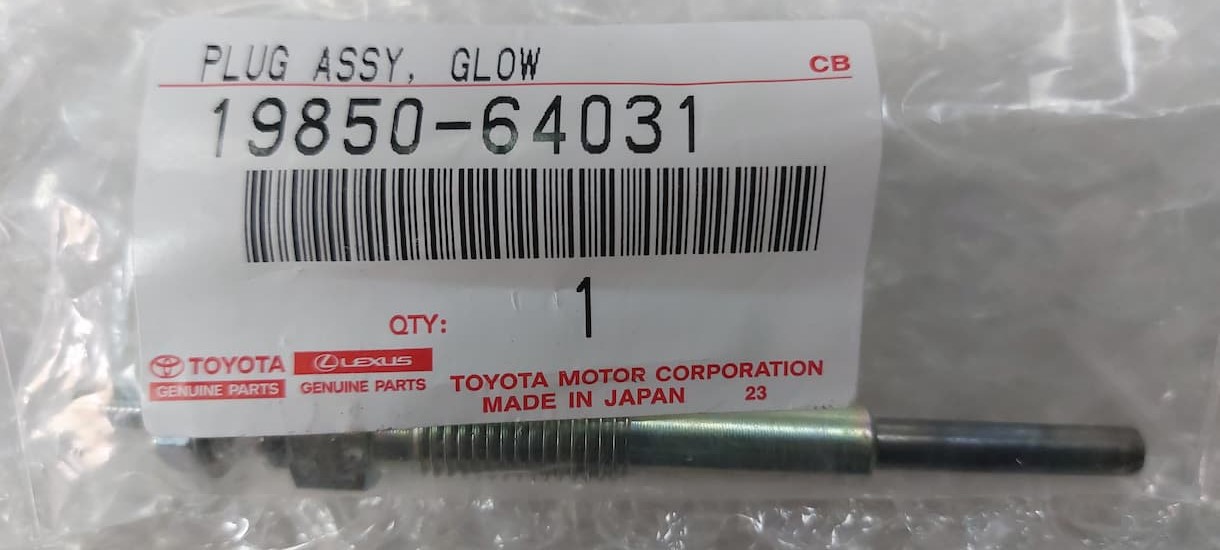 PLUG ASSY, GLOW CB
19850-64031
QTY: 1
TOYOTA LEXUS
GENUINE PARTS GENUINE PARTS
TOYOTA MOTOR CORPORATION
MADE IN JAPAN 23